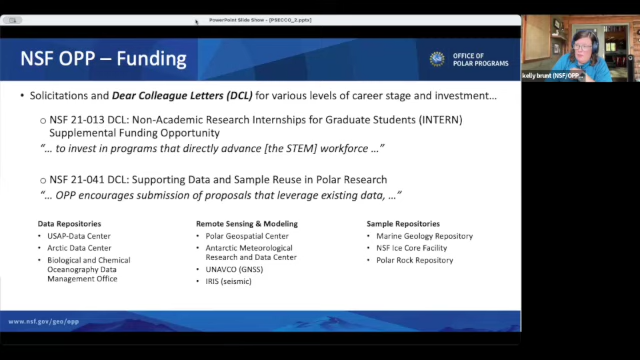 PowerPoint Slide Show - [PSECCO_2.pptx]
NSF OPP – Funding
OFFICE OF
POLAR PROGRAMS
kelly brunt (NSF/OPP...
• Solicitations and Dear Colleague Letters (DCL) for various levels of career stage and investment...
o NSF 21-013 DCL: Non-Academic Research Internships for Graduate Students (INTERN)
Supplemental Funding Opportunity
"... to invest in programs that directly advance [the STEM] workforce ..."
o NSF 21-041 DCL: Supporting Data and Sample Reuse in Polar Research
"... OPP encourages submission of proposals that leverage existing data, ..."
Data Repositories
• USAP-Data Center
• Arctic Data Center
• Biological and Chemical
Oceanography Data
Management Office
Remote Sensing & Modeling
• Polar Geospatial Center
• Antarctic Meteorological
Research and Data Center
• UNAVCO (GNSS)
• IRIS (seismic)
Sample Repositories
• Marine Geology Repository
• NSF Ice Core Facility
• Polar Rock Repository
www.nsf.gov/geo/opp